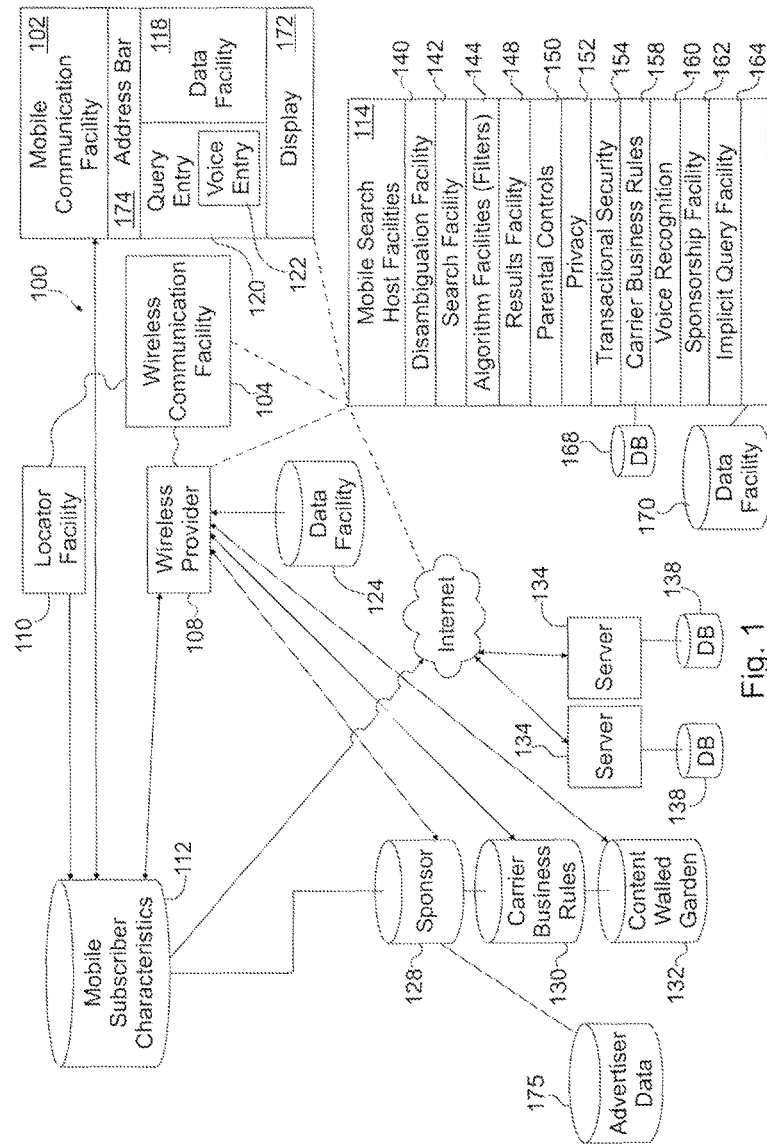 100
Mobile
Communication
Facility
102
174
Address Bar
Query
Entry
118
Data
Facility
Voice
Entry
Display
172
120
122
Wireless
Communication
Facility
104
Locator
Facility
110
Wireless
Provider
108
Data
Facility
124
Mobile
Subscriber
Characteristics
112
Internet
Sponsor
128
Carrier
Business
Rules
130
Content
Walled
Garden
132
Advertiser
Data
175
134
Server
134
Server
DB
138
DB
138
Mobile Search
Host Facilities
114
Disambiguation Facility
140
Search Facility
142
Algorithm Facilities (Filters)
144
Results Facility
148
Parental Controls
150
Privacy
152
Transactional Security
154
Carrier Business Rules
158
Voice Recognition
160
Sponsorship Facility
162
Implicit Query Facility
164
168
DB
170
Data
Facility
Fig. 1